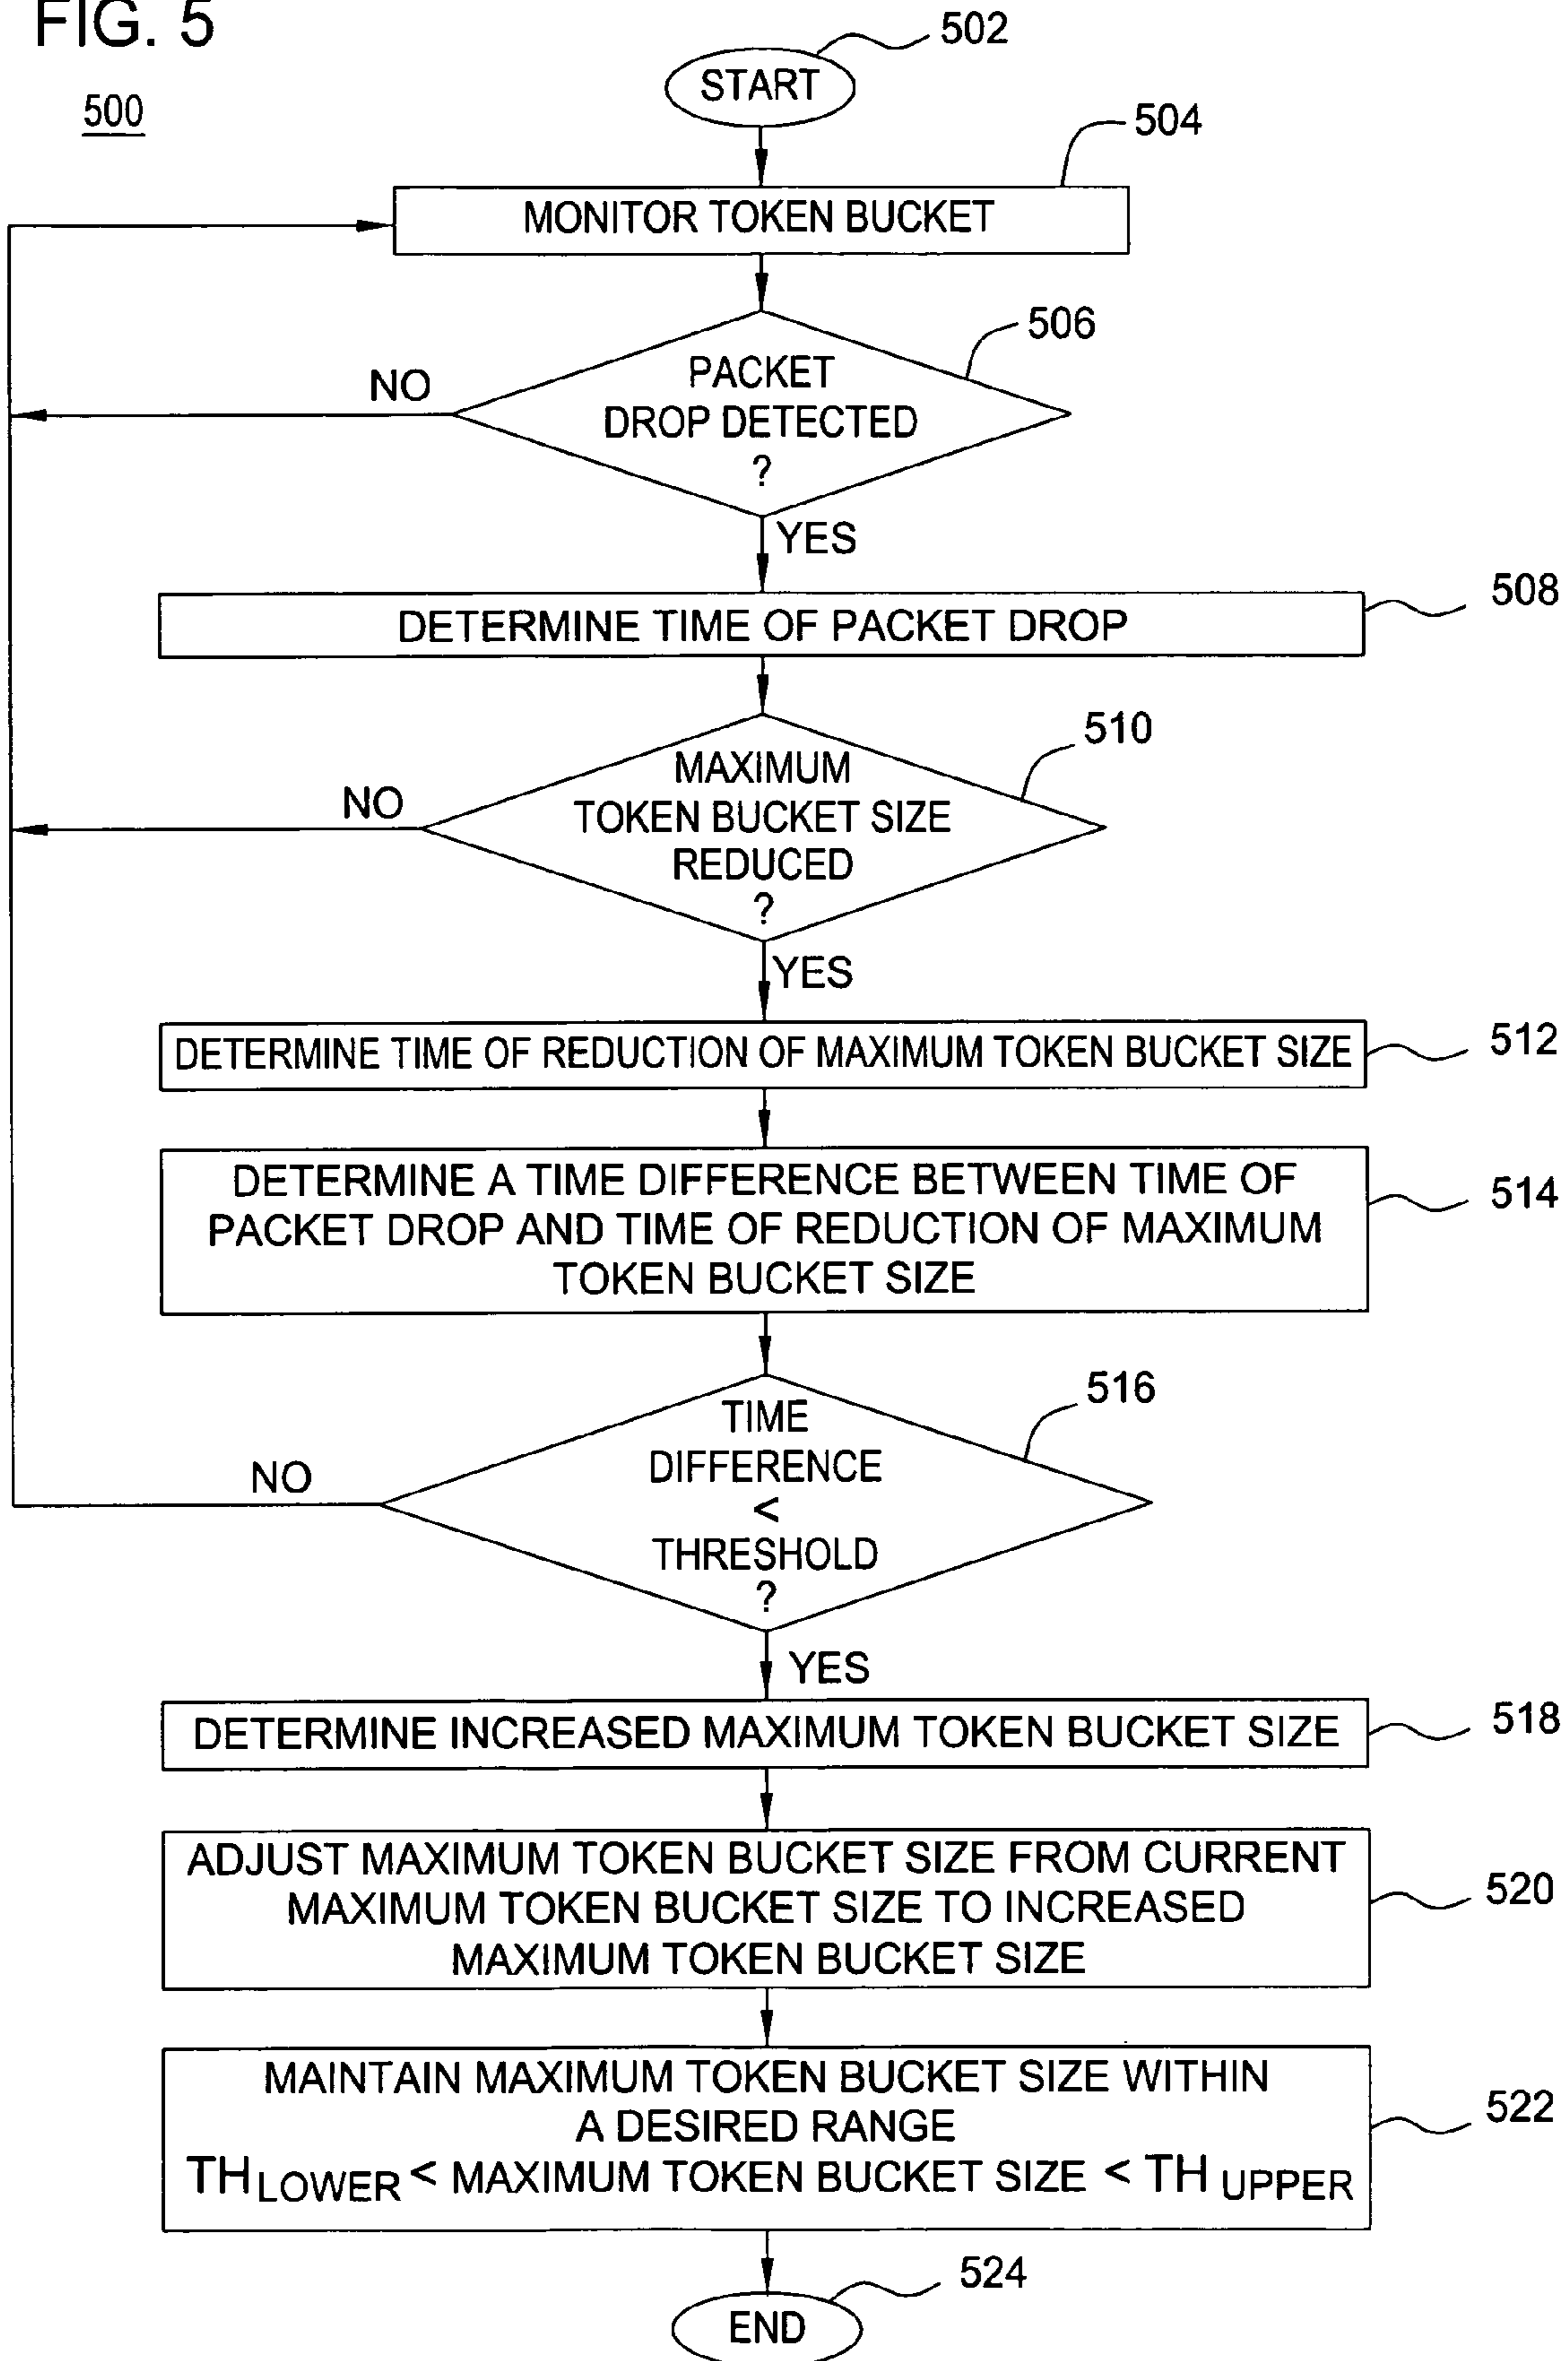 FIG. 5
500
START
502
504
MONITOR TOKEN BUCKET
506
PACKET
DROP DETECTED
?
NO
YES
508
DETERMINE TIME OF PACKET DROP
510
MAXIMUM
TOKEN BUCKET SIZE
REDUCED
?
NO
YES
DETERMINE TIME OF REDUCTION OF MAXIMUM TOKEN BUCKET SIZE
512
DETERMINE A TIME DIFFERENCE BETWEEN TIME OF
PACKET DROP AND TIME OF REDUCTION OF MAXIMUM
TOKEN BUCKET SIZE
514
516
TIME
DIFFERENCE
<
THRESHOLD
?
NO
YES
DETERMINE INCREASED MAXIMUM TOKEN BUCKET SIZE
518
ADJUST MAXIMUM TOKEN BUCKET SIZE FROM CURRENT
MAXIMUM TOKEN BUCKET SIZE TO INCREASED
MAXIMUM TOKEN BUCKET SIZE
520
MAINTAIN MAXIMUM TOKEN BUCKET SIZE WITHIN
A DESIRED RANGE
TH LOWER < MAXIMUM TOKEN BUCKET SIZE < TH UPPER
522
524
END